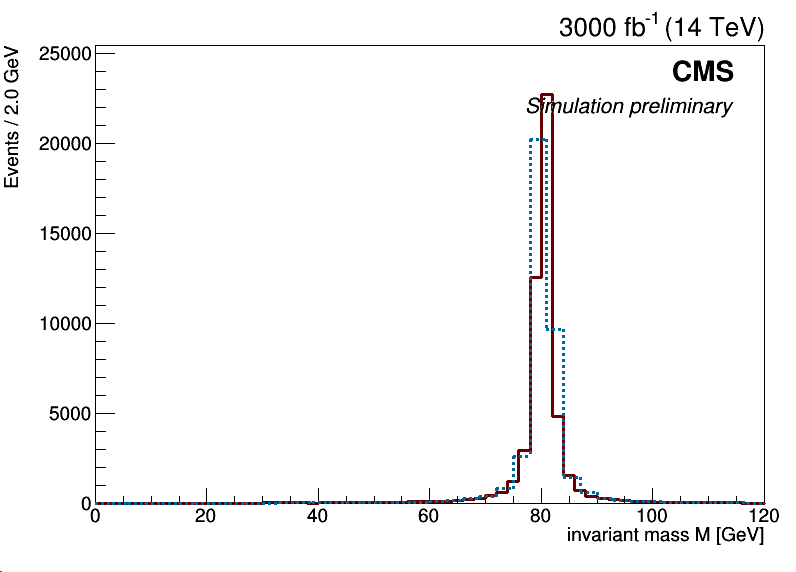 3000 fb-1 (14 TeV)
CMS
Simulation preliminary
Events / 2.0 GeV
25000
20000
15000
10000
5000
0
0 20 40 60 80 100 120
invariant mass M [GeV]